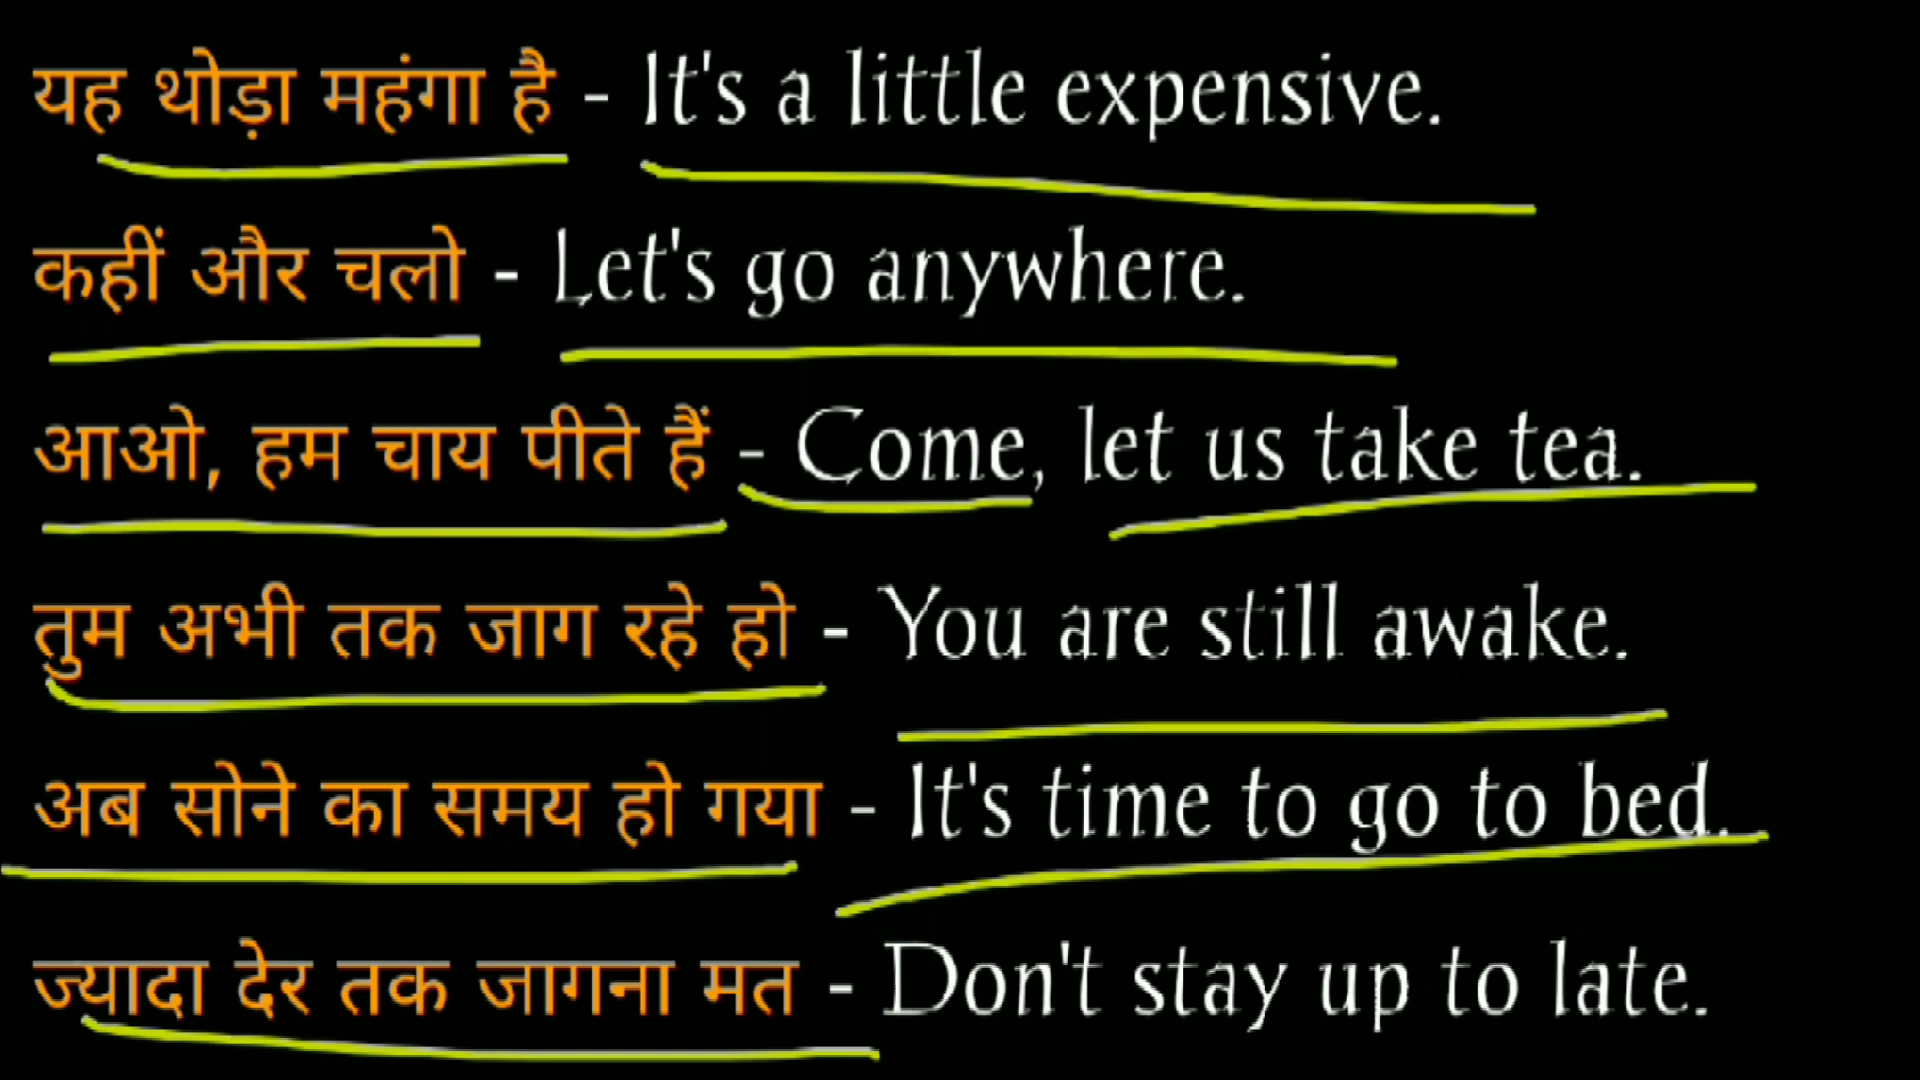 यह थोड़ा महंगा है - It's a little expensive.
कहीं और चलो - Let's go anywhere.
आओ, हम चाय पीते हैं - Come, let us take tea.
तुम अभी तक जाग रहे हो - You are still awake.
अब सोने का समय हो गया - It's time to go to bed.
ज्यादा देर तक जागना मत - Don't stay up to late.